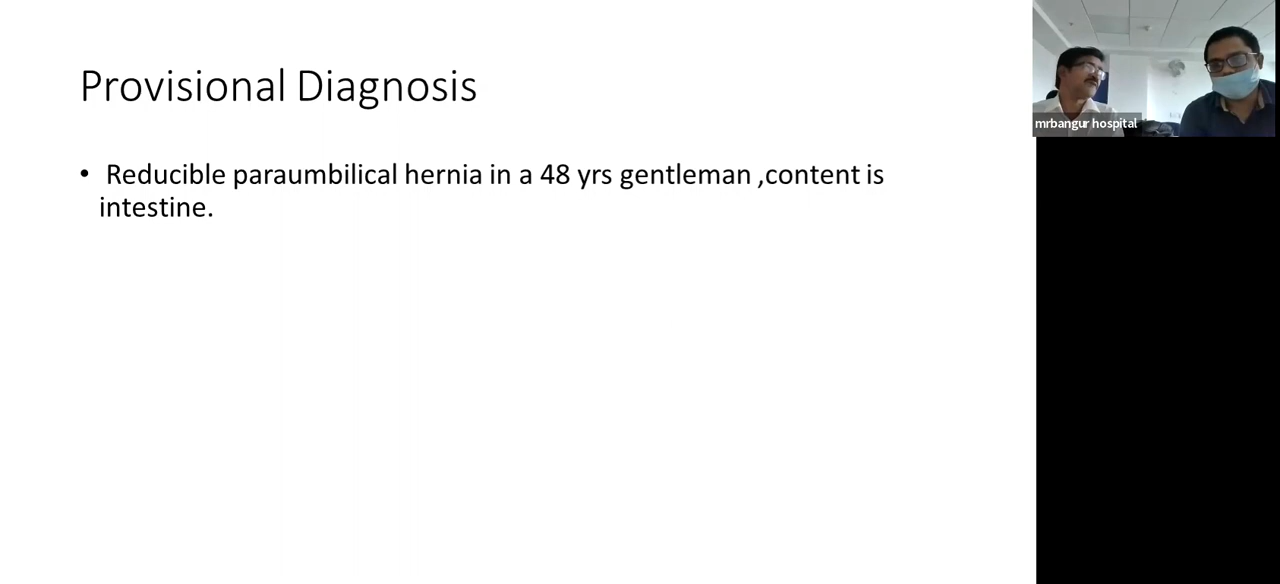 Provisional Diagnosis
• Reducible paraumbilical hernia in a 48 yrs gentleman ,content is
intestine.
mrbangur hospital